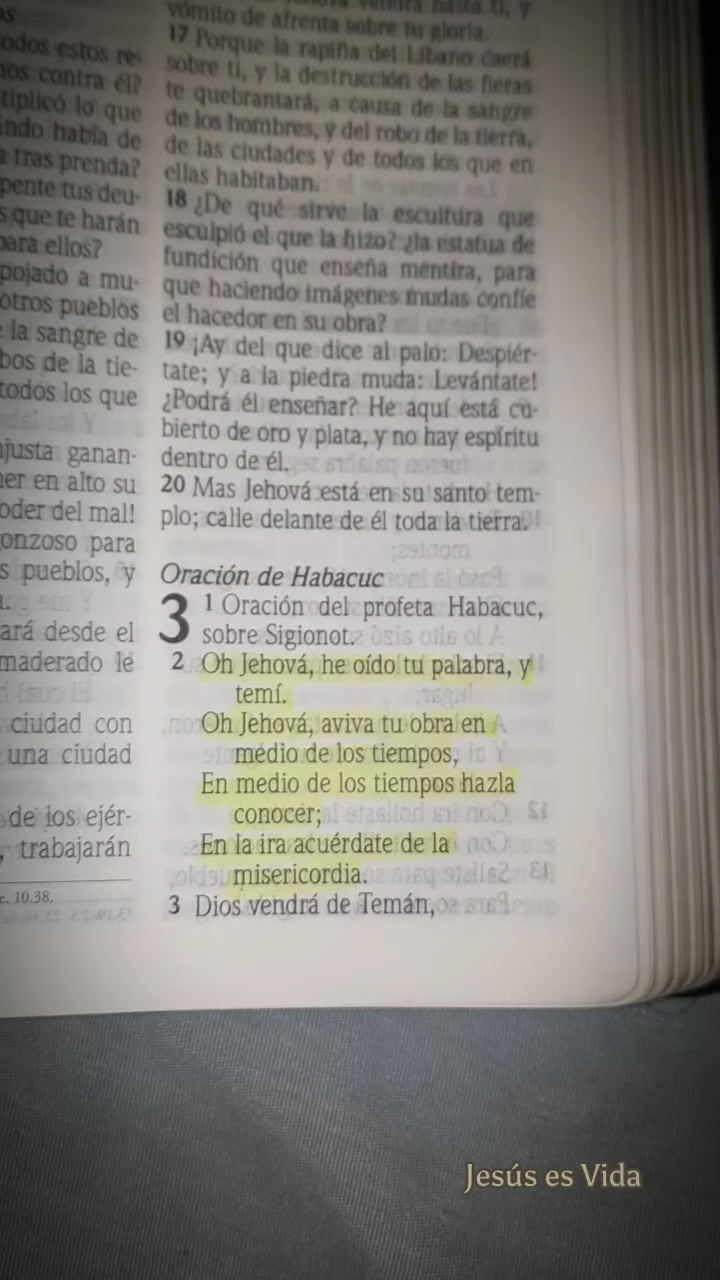 os
odos estos re-
nos contra él?
tiplicó lo que
indo había de
a tras prenda?
pente tus deu-
s que te harán
para ellos?
pojado a mu-
otros pueblos
la sangre de
bos de la tie-
todos los que
njusta ganan-
ner en alto su
oder del mal!
onzoso para
s pueblos, y
ará desde el
maderado le
ciudad con
una ciudad
de los ejér-
, trabajarán
c. 10.38.
vómito de afrenta sobre tu gloria.
17 Porque la rapiña del Líbano caerá
sobre ti, y la destrucción de las fieras
te quebrantará, a causa de la sangre
de los hombres, y del robo de la tierra,
de las ciudades y de todos los que en
ellas habitaban.
18 ¿De qué sirve la escultura que
esculpió el que la hizo? ¿la estatua de
fundición que enseña mentira, para
que haciendo imágenes mudas confíe
el hacedor en su obra?
19 ¡Ay del que dice al palo: Despiér-
tate; y a la piedra muda: Levántate!
¿Podrá él enseñar? He aquí está cu-
bierto de oro y plata, y no hay espíritu
dentro de él.
20 Mas Jehová está en su santo tem-
plo; calle delante de él toda la tierra.
Oración de Habacuc
3 1 Oración del profeta Habacuc,
sobre Sigionot.
2 Oh Jehová, he oído tu palabra, y
temí.
Oh Jehová, aviva tu obra en
medio de los tiempos,
En medio de los tiempos hazla
conocer;
En la ira acuérdate de la
misericordia.
3 Dios vendrá de Temán,
Jesús es Vida